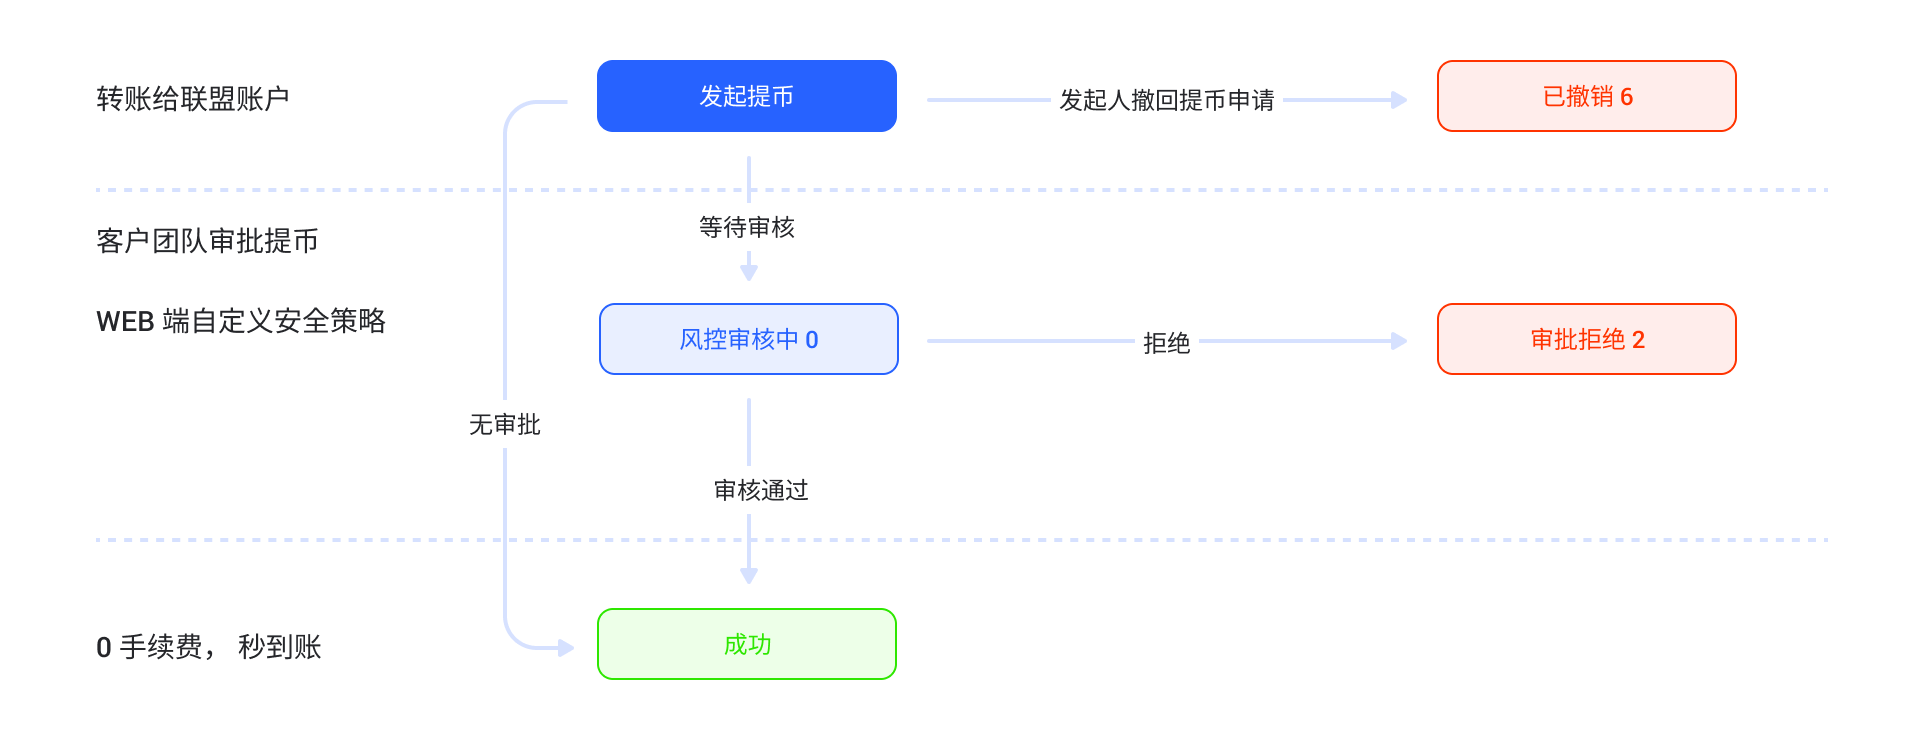 转账给联盟账户
发起提币
发起人撤回提币申请
已撤销 6
客户团队审批提币
等待审核
WEB 端自定义安全策略
风控审核中 0
拒绝
审批拒绝 2
无审批
审核通过
0 手续费， 秒到账
成功